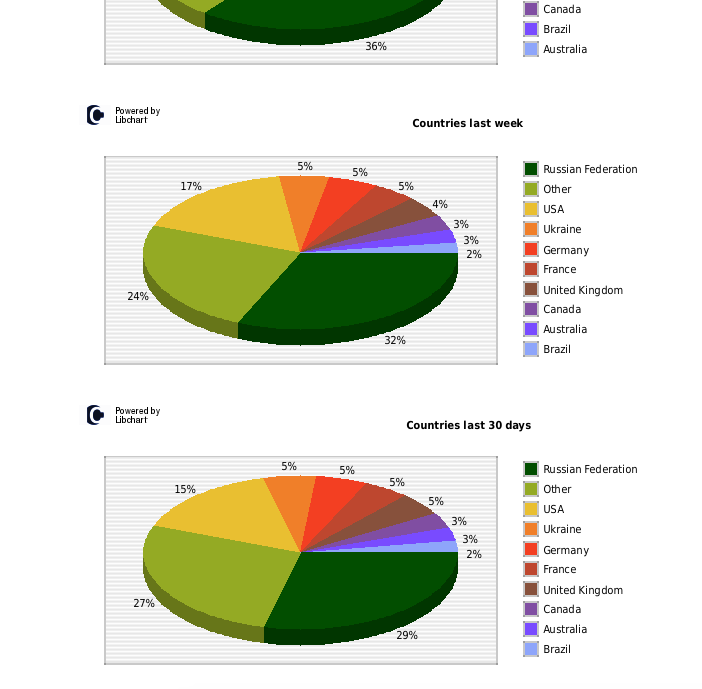 Canada
Brazil
36%
Australia
Powered by
Libchart
Countries last week
5%
5%
17%
5%
4%
3%
3%
2%
24%
32%
Russian Federation
Other
USA
Ukraine
Germany
France
United Kingdom
Canada
Australia
Brazil
Powered by
Libchart
Countries last 30 days
5%
5%
15%
5%
5%
3%
3%
2%
27%
29%
Russian Federation
Other
USA
Ukraine
Germany
France
United Kingdom
Canada
Australia
Brazil